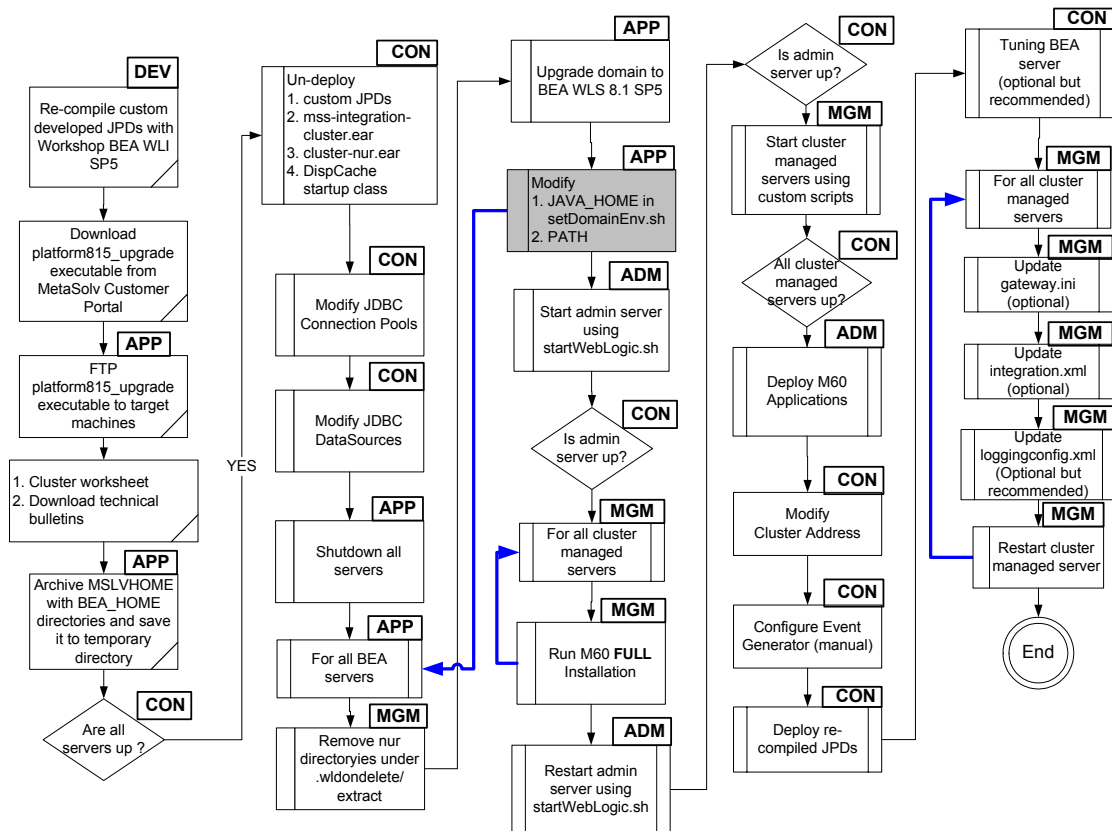 DEV
Re-compile custom
developed JPDs with
Workshop BEA WLI
SP5
Download
platform815_upgrade
executable from
MetaSolv Customer
Portal
APP
FTP
platform815_upgrade
executable to target
machines
1. Cluster worksheet
2. Download technical
bulletins
APP
Archive MSLVHOME
with BEA_HOME
directories and save
it to temporary
directory
CON
Are all
servers up ?
YES
CON
Un-deploy
1. custom JPDs
2. mss-integration-
cluster.ear
3. cluster-nur.ear
4. DispCache
startup class
CON
Modify JDBC
Connection Pools
CON
Modify JDBC
DataSources
APP
Shutdown all
servers
APP
For all BEA
servers
MGM
Remove nur
directoryies under
.wldondelete/
extract
APP
Upgrade domain to
BEA WLS 8.1 SP5
APP
Modify
1. JAVA_HOME in
setDomainEnv.sh
2. PATH
ADM
Start admin server
using
startWebLogic.sh
CON
Is admin
server up?
MGM
For all cluster
managed
servers
MGM
Run M60 FULL
Installation
ADM
Restart admin
server using
startWebLogic.sh
CON
Is admin
server up?
MGM
Start cluster
managed
servers using
custom scripts
CON
All cluster
managed
servers up?
ADM
Deploy M60
Applications
CON
Modify
Cluster Address
CON
Configure Event
Generator (manual)
CON
Deploy re-
compiled JPDs
CON
Tuning BEA
server
(optional but
recommended)
MGM
For all cluster
managed
servers
MGM
Update
gateway.ini
(optional)
MGM
Update
integration.xml
(optional)
MGM
Update
loggingconfig.xml
(Optional but
recommended)
MGM
Restart cluster
managed server
End